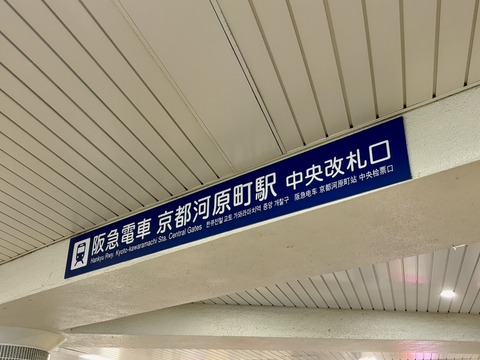 阪急電車 京都河原町駅 中央改札口
Hankyu Rwy. Kyoto-kawaramachi Sta. Central Gates 한큐전철 교토 가와라마치역 중앙 개찰구 阪急电车 京都河原町站 中央检票口